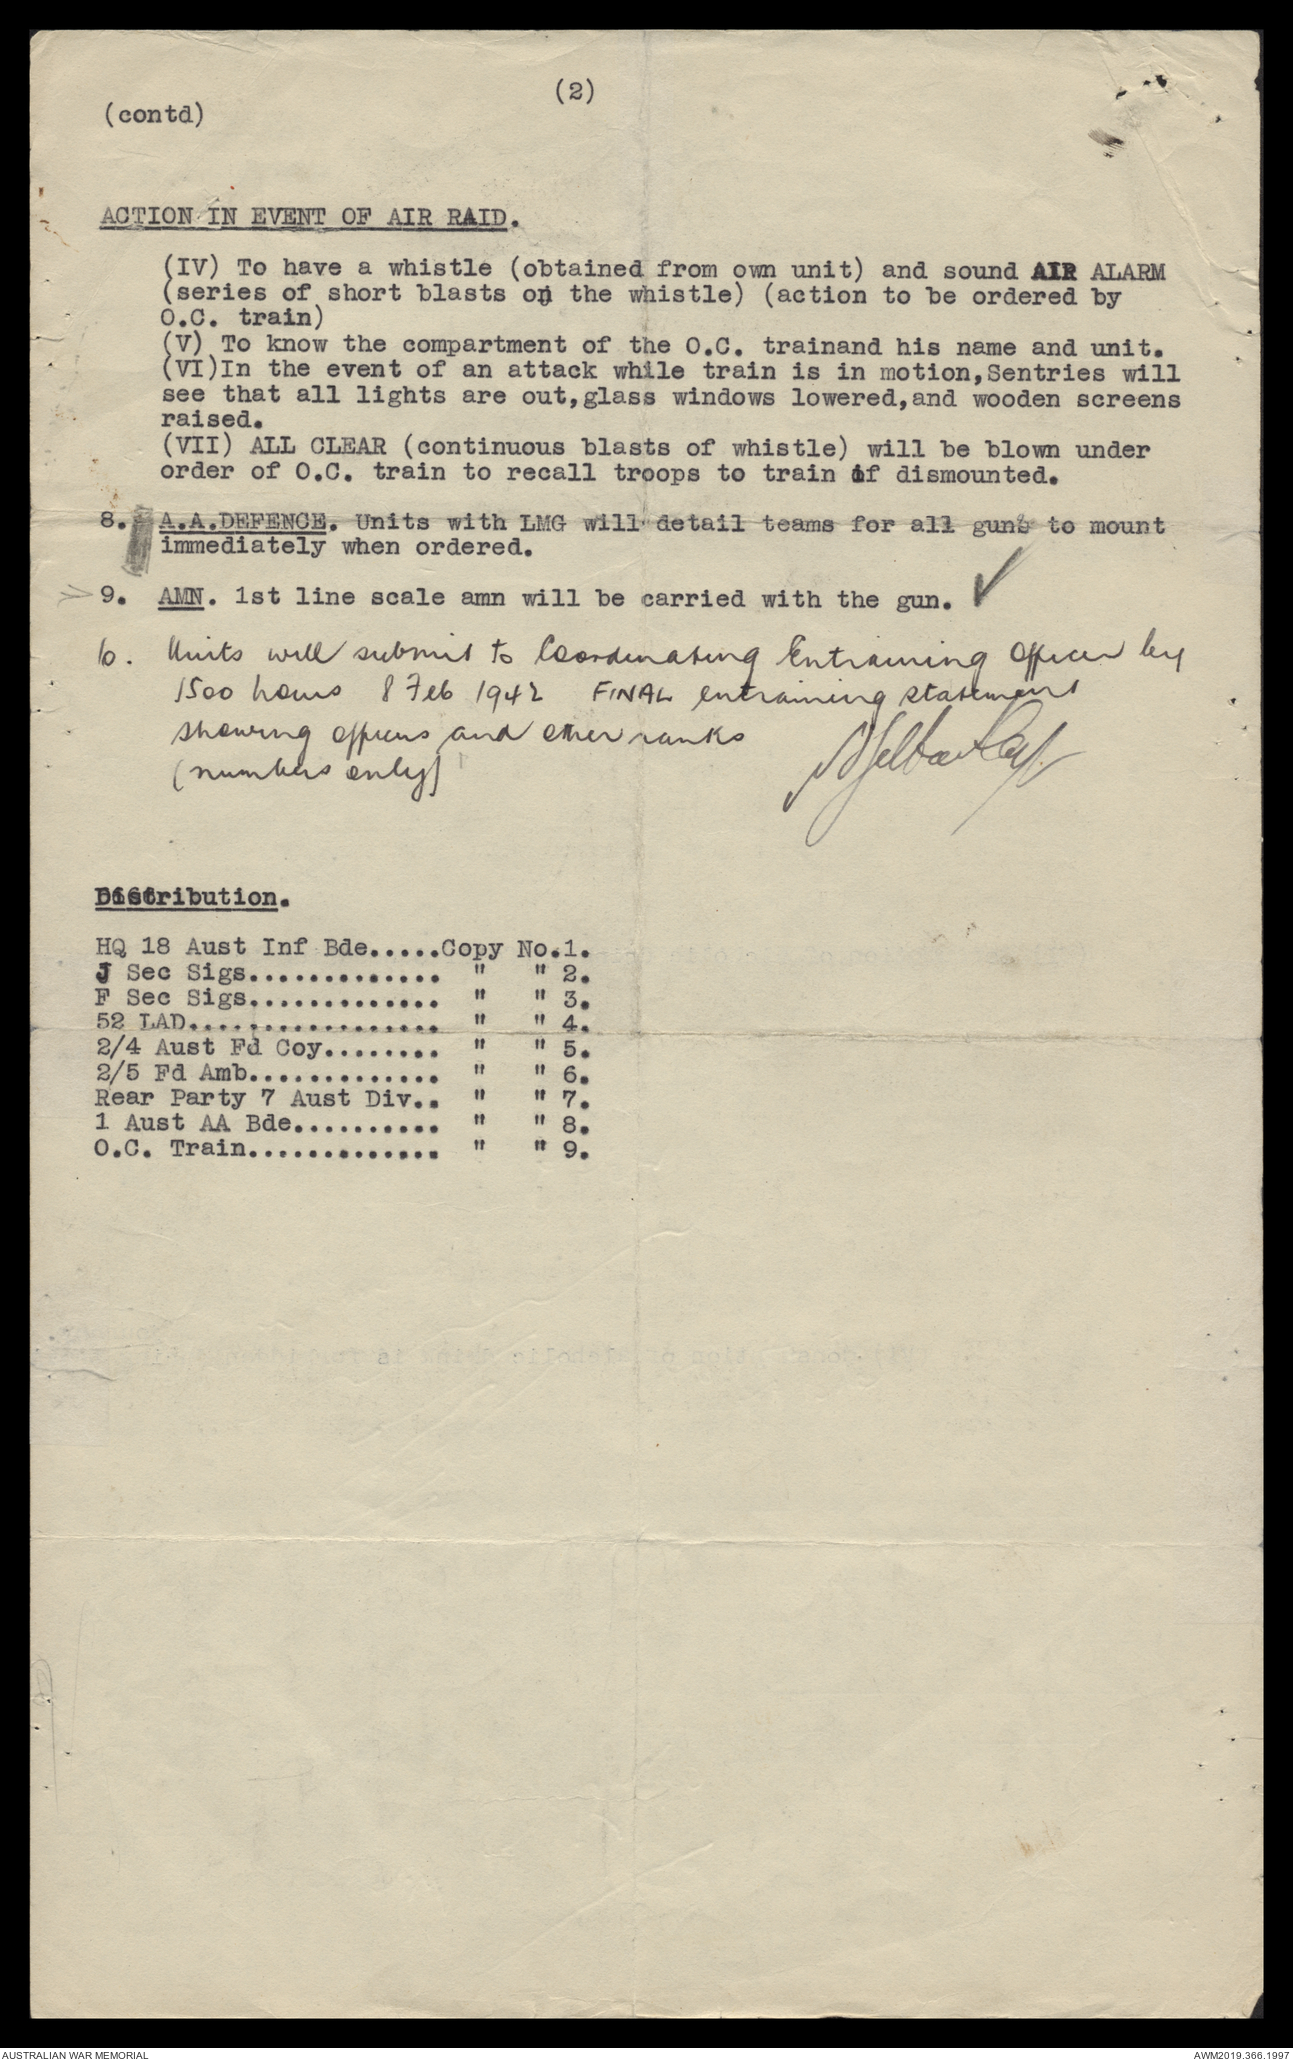 (2)
(contd)
ACTION IN EVENT OF AIR RAID.
(IV) To have a whistle (obtained from own unit) and sound AIR ALARM
(series of short blasts on the whistle) (action to be ordered by
O.C. train)
(V) To know the compartment of the O.C. trainand his name and unit.
(VI)In the event of an attack while train is in motion,Sentries will
see that all lights are out,glass windows lowered,and wooden screens
raised.
(VII) ALL CLEAR (continuous blasts of whistle) will be blown under
order of O.C. train to recall troops to train if dismounted.
8. A.A.DEFENCE. Units with LMG will detail teams for all guns to mount
immediately when ordered.
9. AMN. 1st line scale amn will be carried with the gun. ✓
10. Units will submit to Coordinating Entraining Officer by
1500 hours 8 Feb 1942 FINAL entraining statement
showing officers and other ranks
(numbers only)
Distribution.
HQ 18 Aust Inf Bde.....Copy No.1.
J Sec Sigs............. " " 2.
F Sec Sigs............. " " 3.
52 LAD................. " " 4.
2/4 Aust Fd Coy........ " " 5.
2/5 Fd Amb............. " " 6.
Rear Party 7 Aust Div.. " " 7.
1 Aust AA Bde.......... " " 8.
O.C. Train............. " " 9.
AUSTRALIAN WAR MEMORIAL
AWM2019.366.1997